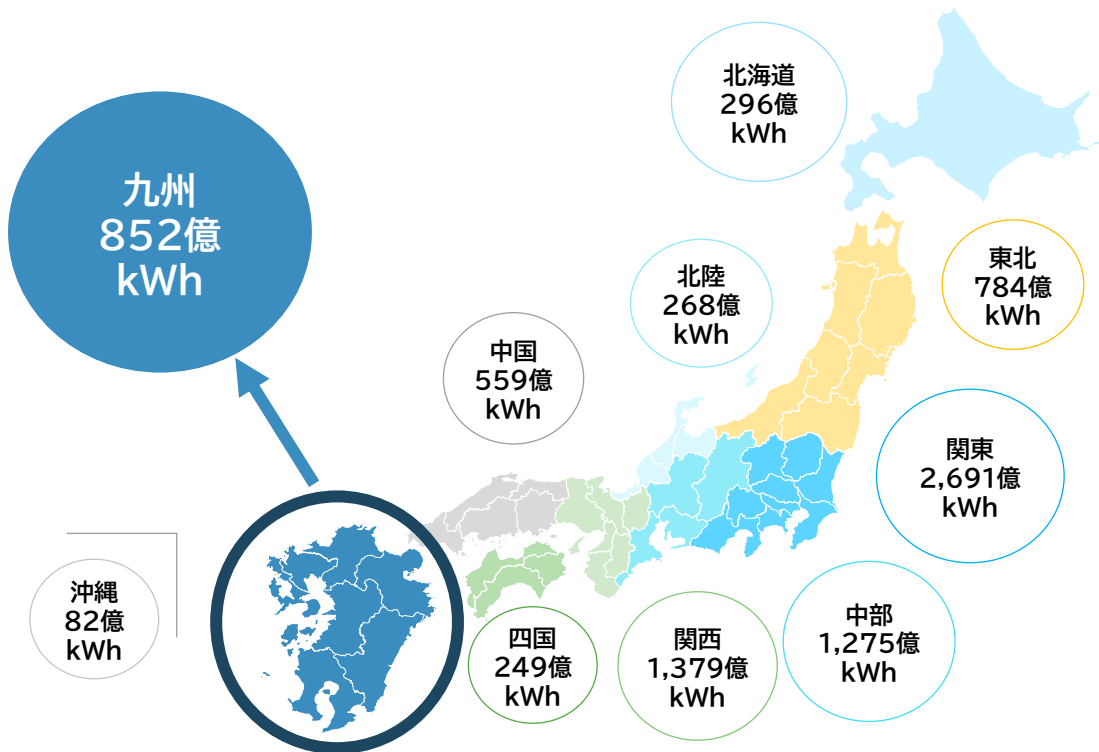 北海道
296億
kWh
九州
852億
kWh
東北
784億
kWh
北陸
268億
kWh
中国
559億
kWh
関東
2,691億
kWh
沖縄
82億
kWh
四国
249億
kWh
関西
1,379億
kWh
中部
1,275億
kWh